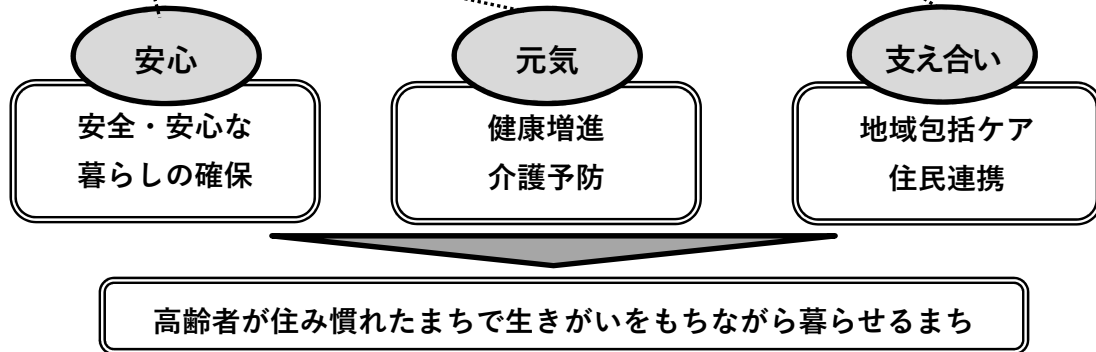 安心
安全・安心な
暮らしの確保
元気
健康増進
介護予防
支え合い
地域包括ケア
住民連携
高齢者が住み慣れたまちで生きがいをもちながら暮らせるまち